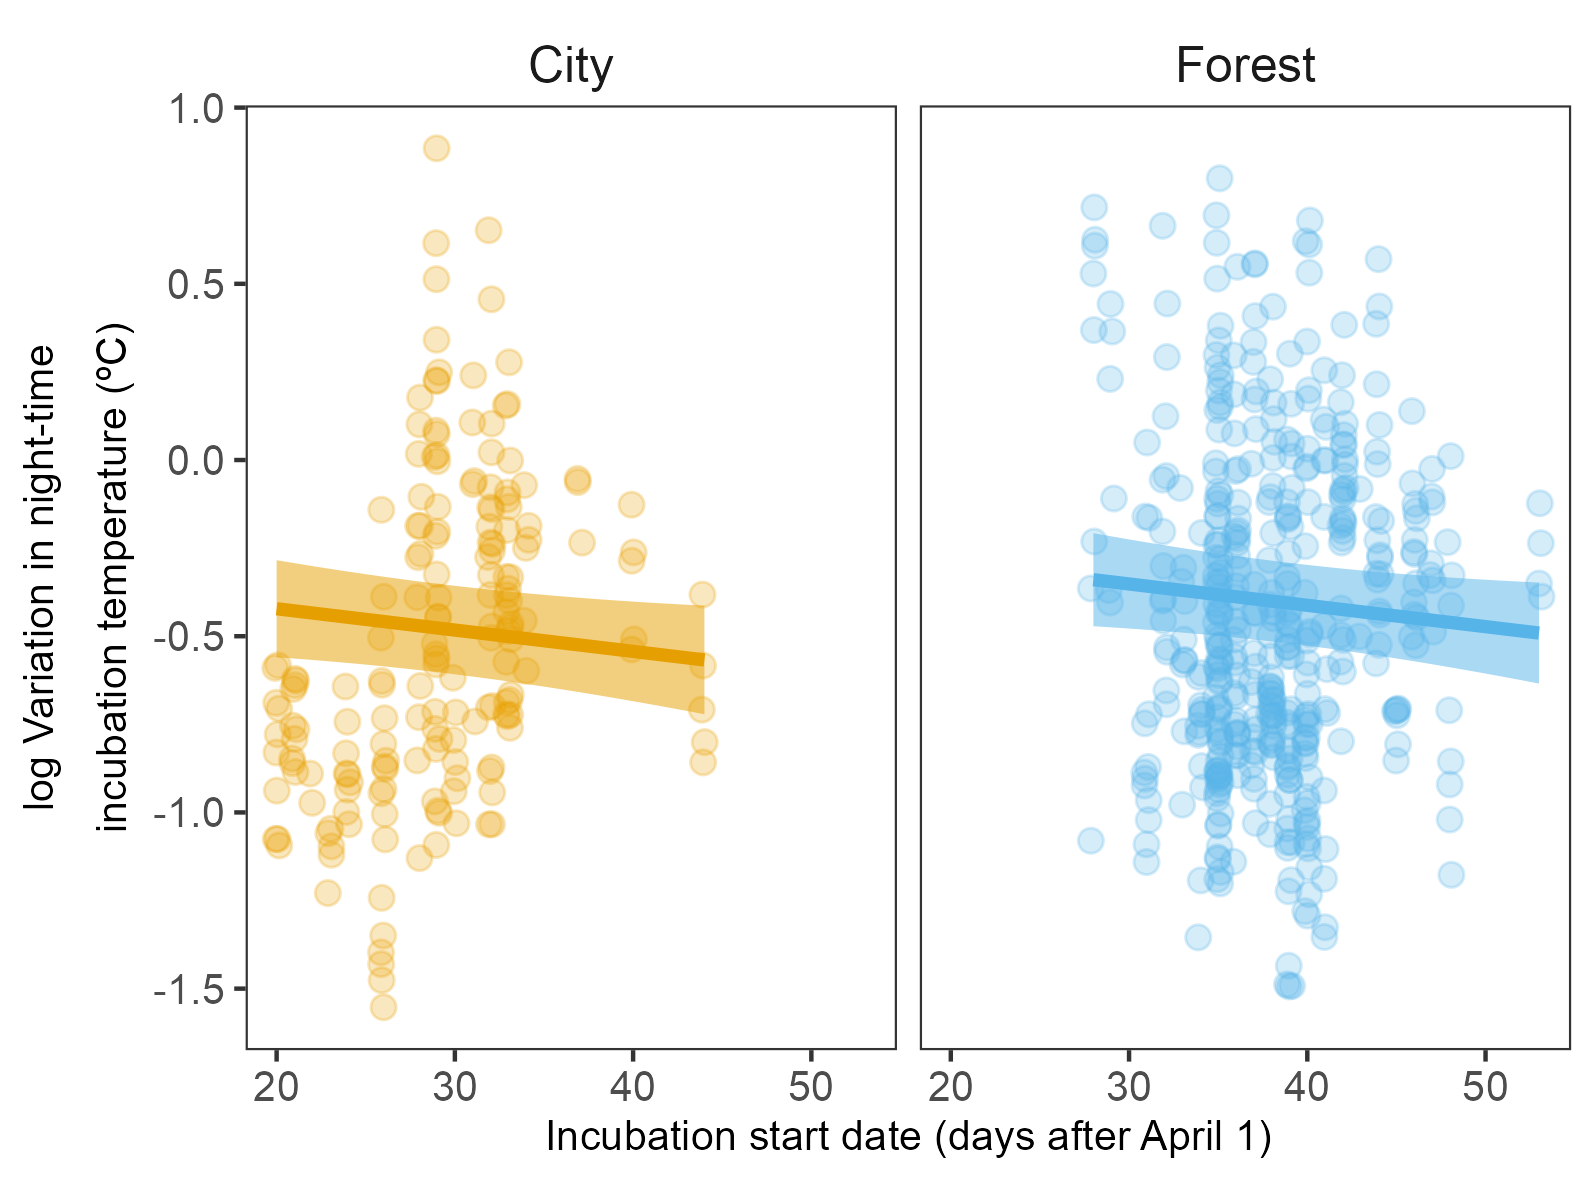 City
Forest
log Variation in night-time
incubation temperature (ºC)
1.0
0.5
0.0
-0.5
-1.0
-1.5
20 30 40 50
20 30 40 50
Incubation start date (days after April 1)